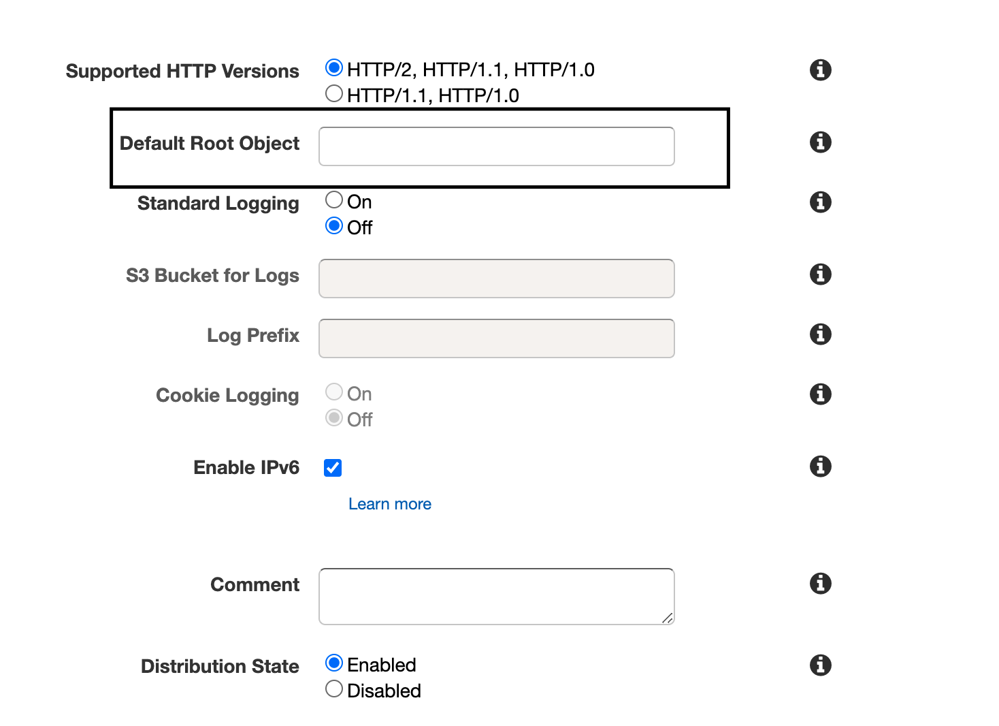 Supported HTTP Versions
HTTP/2, HTTP/1.1, HTTP/1.0
HTTP/1.1, HTTP/1.0
Default Root Object
Standard Logging
On
Off
S3 Bucket for Logs
Log Prefix
Cookie Logging
On
Off
Enable IPv6
Learn more
Comment
Distribution State
Enabled
Disabled